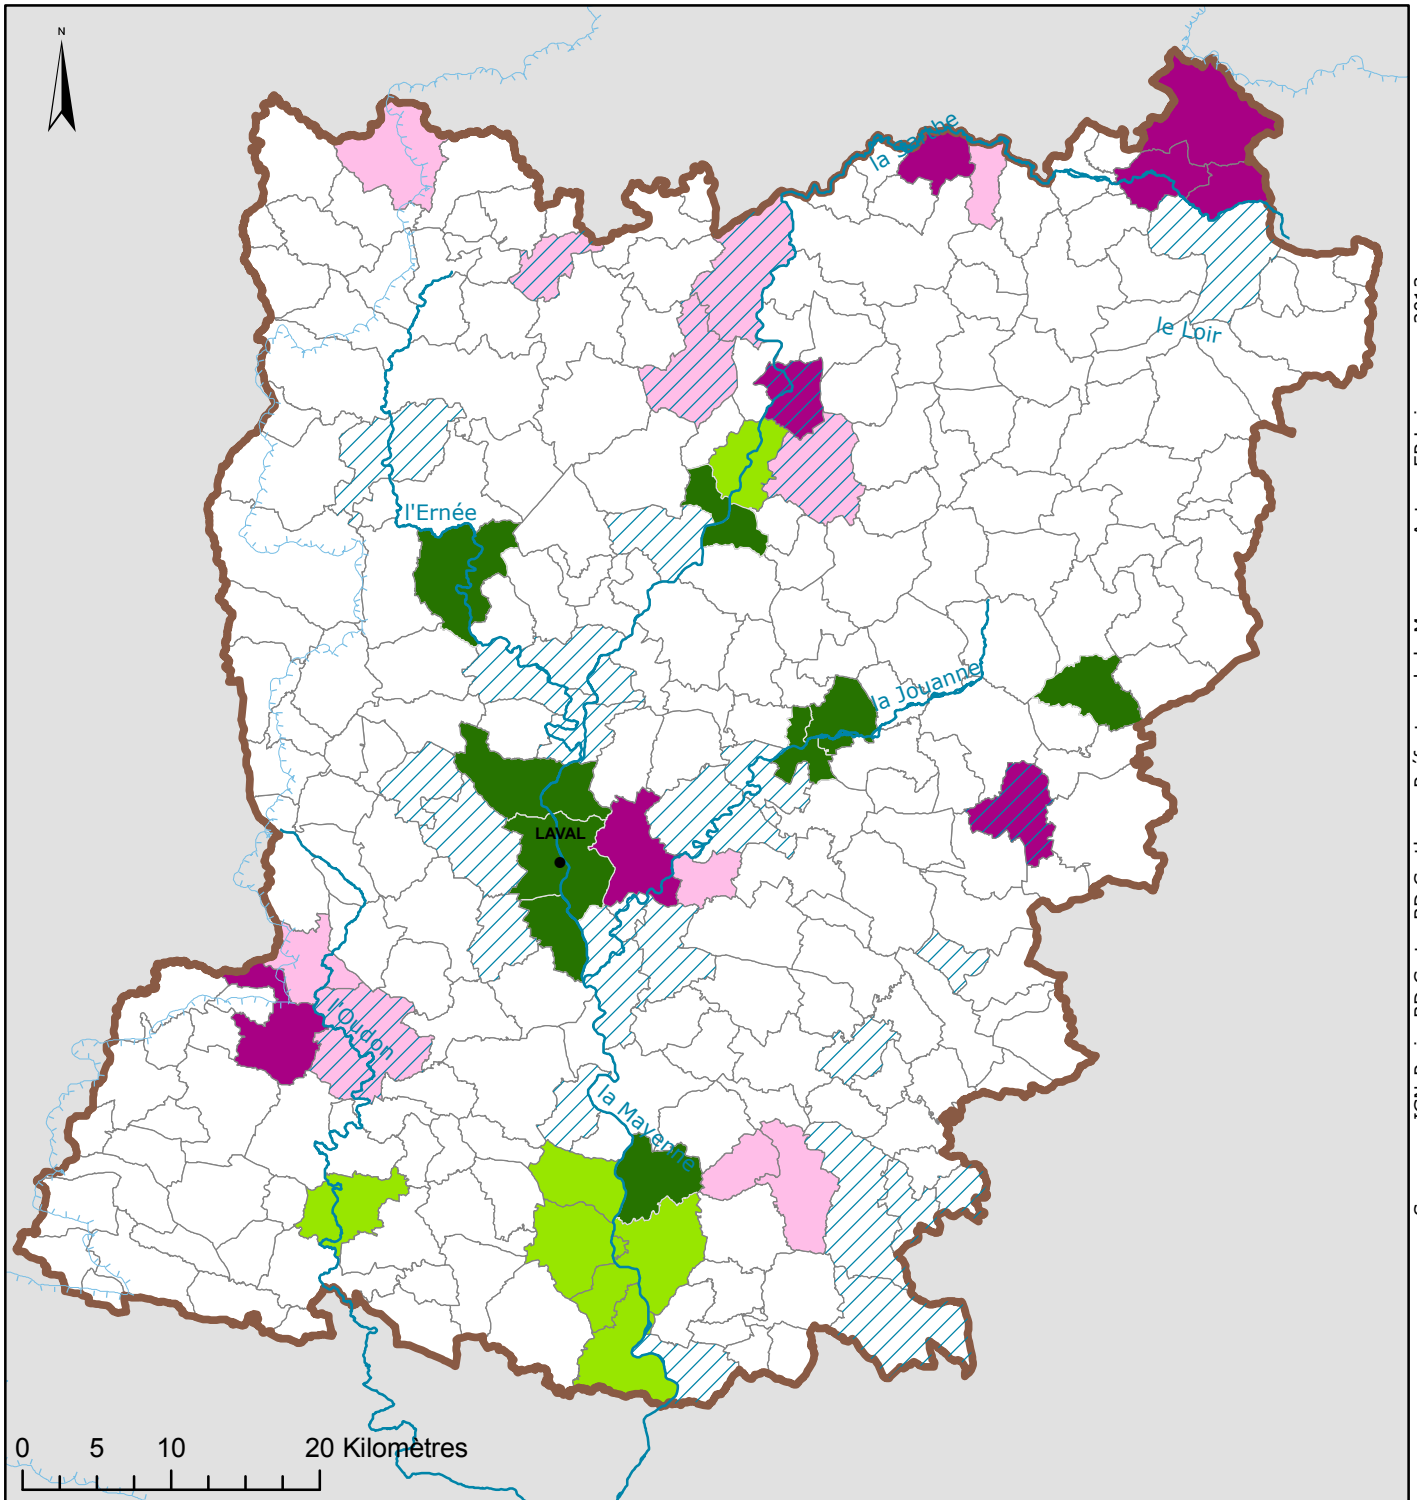 N
la Sarthe
le Loir
l'Ernée
la Jouanne
LAVAL
l'Oudon
la Mayenne
0 5 10 20 Kilomètres